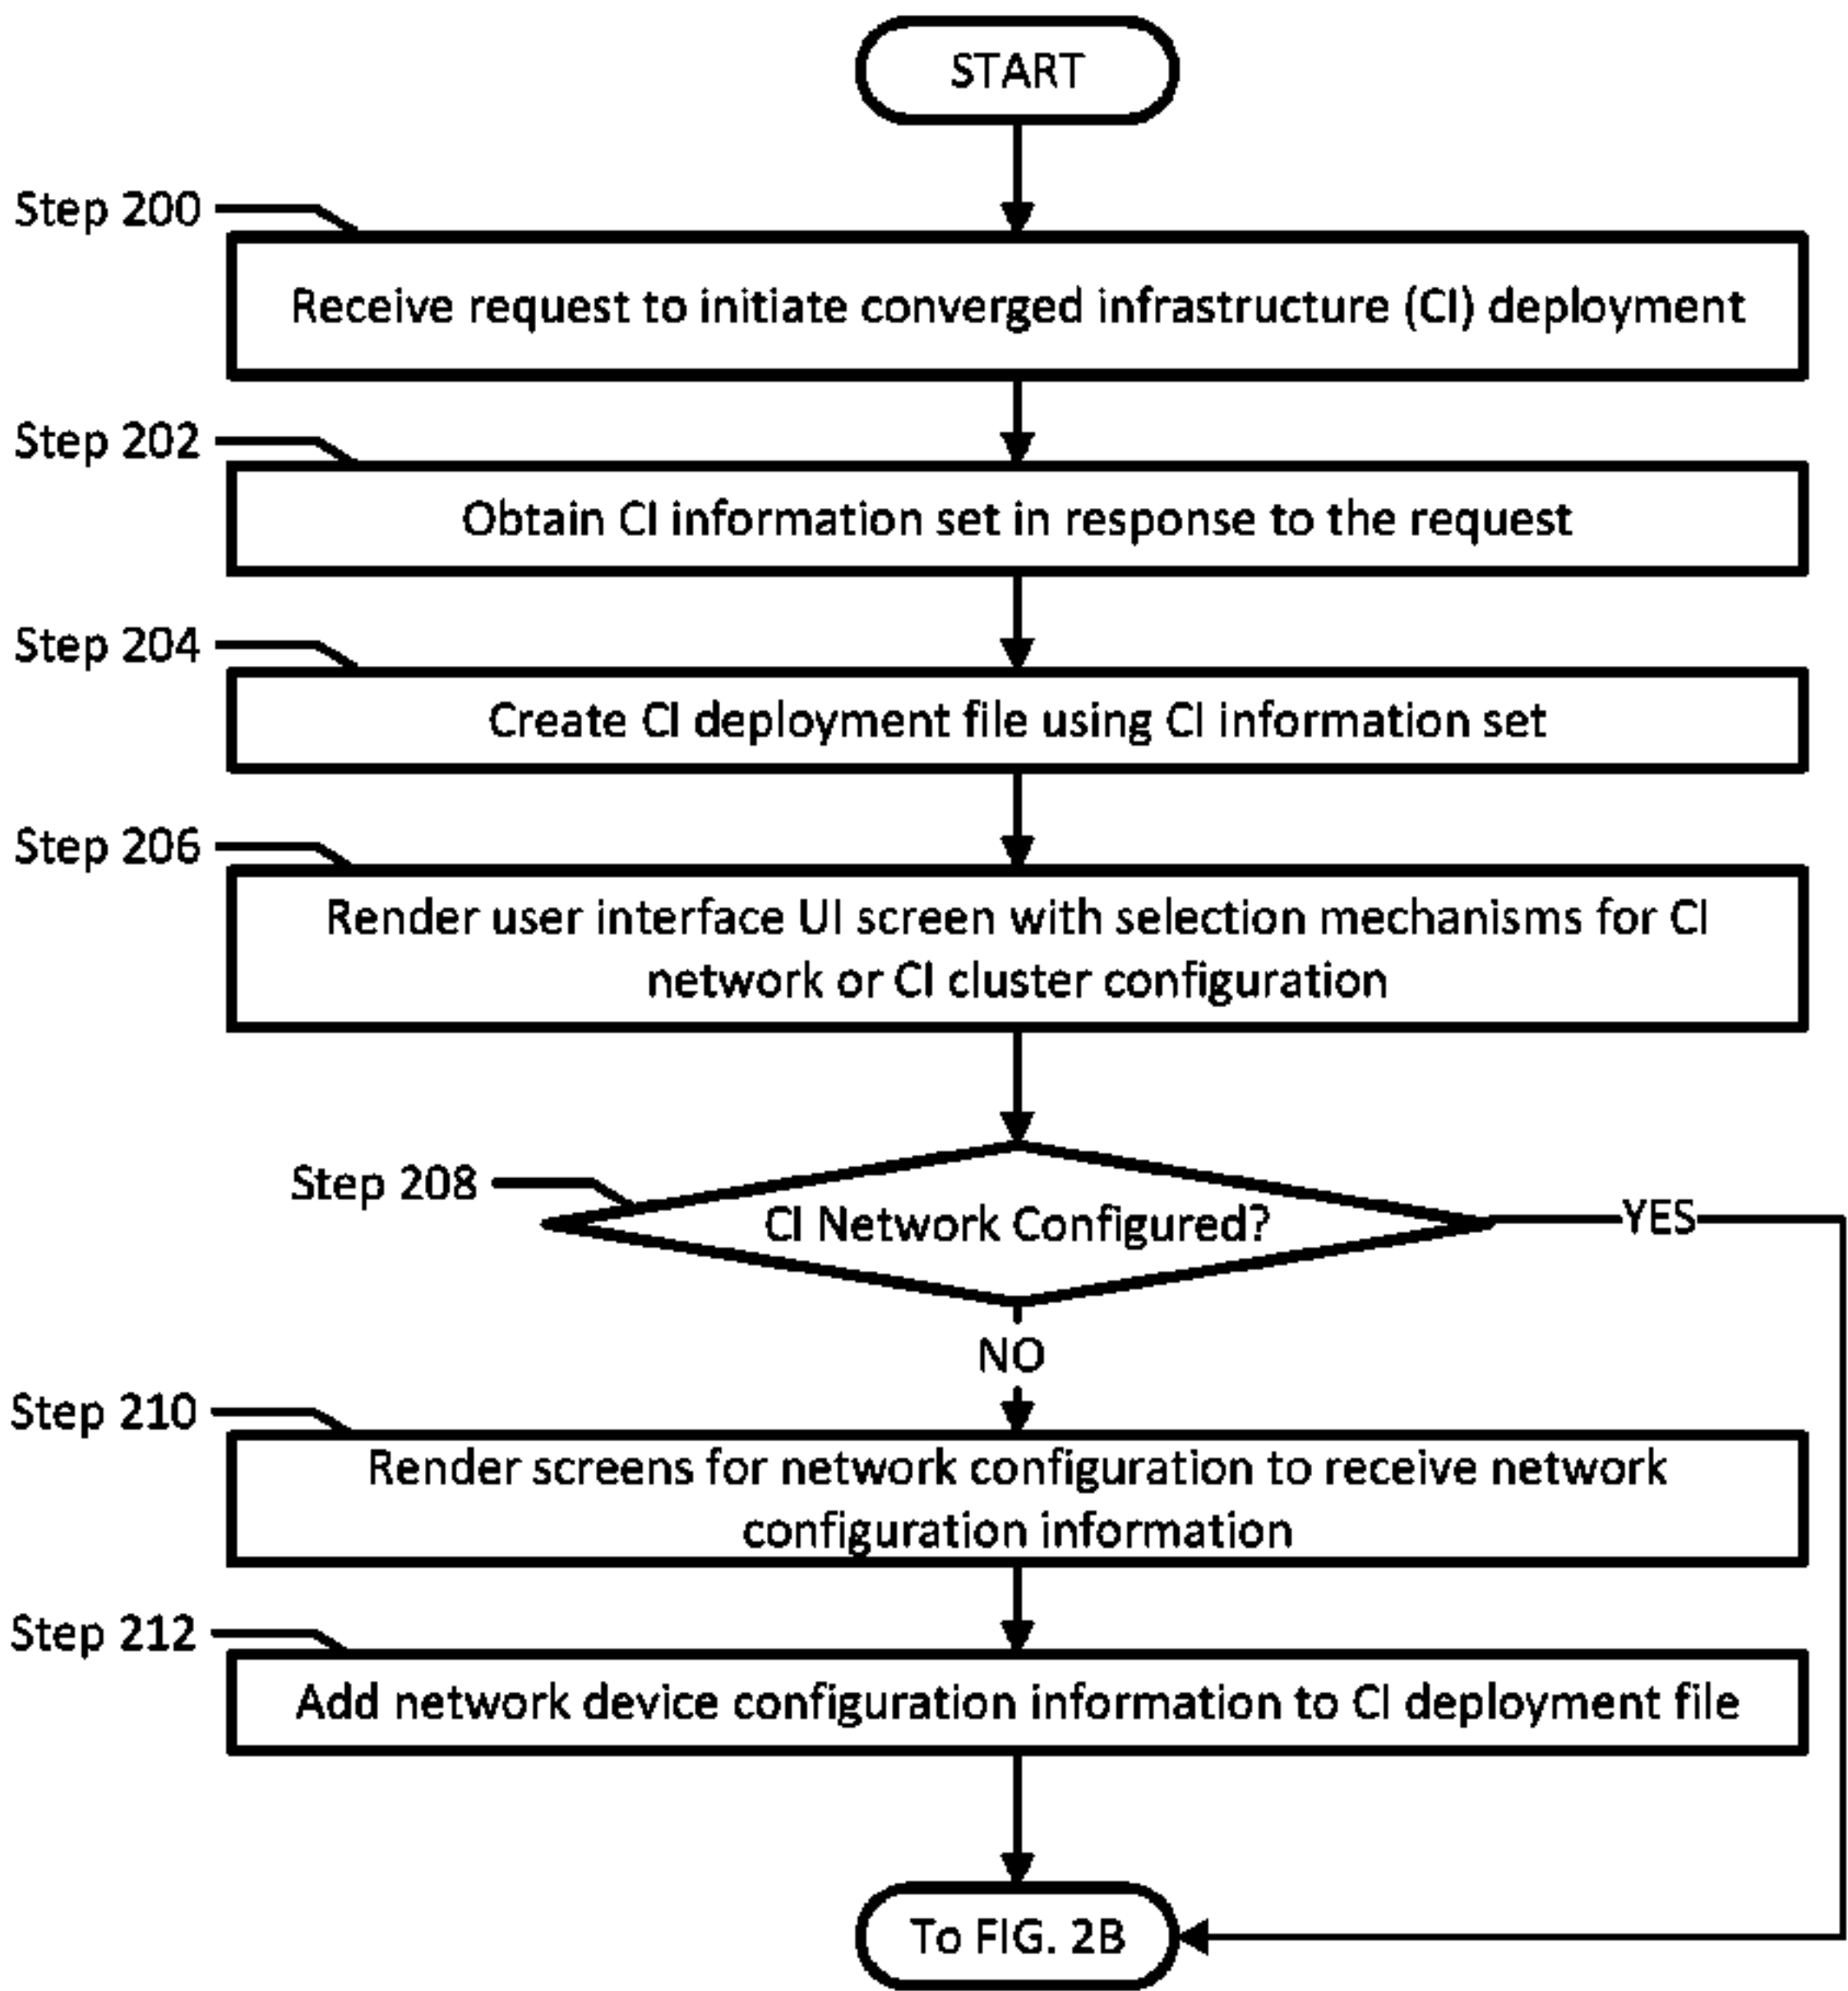 START
Step 200
Receive request to initiate converged infrastructure (CI) deployment
Step 202
Obtain CI information set in response to the request
Step 204
Create CI deployment file using CI information set
Step 206
Render user interface UI screen with selection mechanisms for CI
network or CI cluster configuration
Step 208
CI Network Configured?
YES
NO
Step 210
Render screens for network configuration to receive network
configuration information
Step 212
Add network device configuration information to CI deployment file
To FIG. 2B